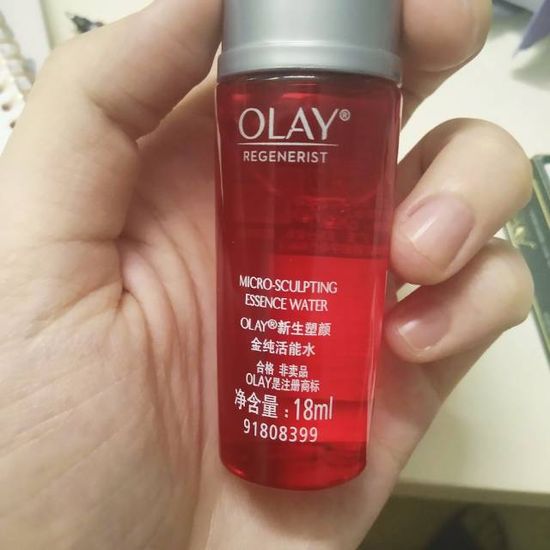 OLAY®
REGENERIST
MICRO-SCULPTING
ESSENCE WATER
OLAY®新生塑颜
金纯活能水
合格 非卖品
OLAY是注册商标
净含量：18ml
91808399